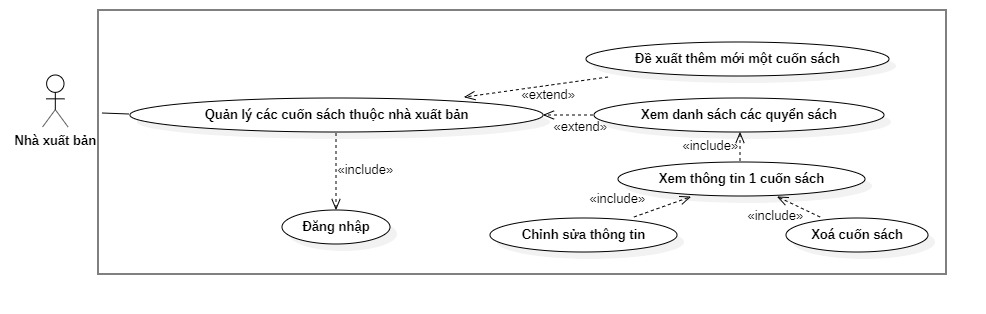 Đề xuất thêm mới một cuốn sách
«extend»
Quản lý các cuốn sách thuộc nhà xuất bản
Xem danh sách các quyển sách
«extend»
Nhà xuất bản
«include»
«include»
Xem thông tin 1 cuốn sách
«include»
«include»
Đăng nhập
Chỉnh sửa thông tin
Xoá cuốn sách